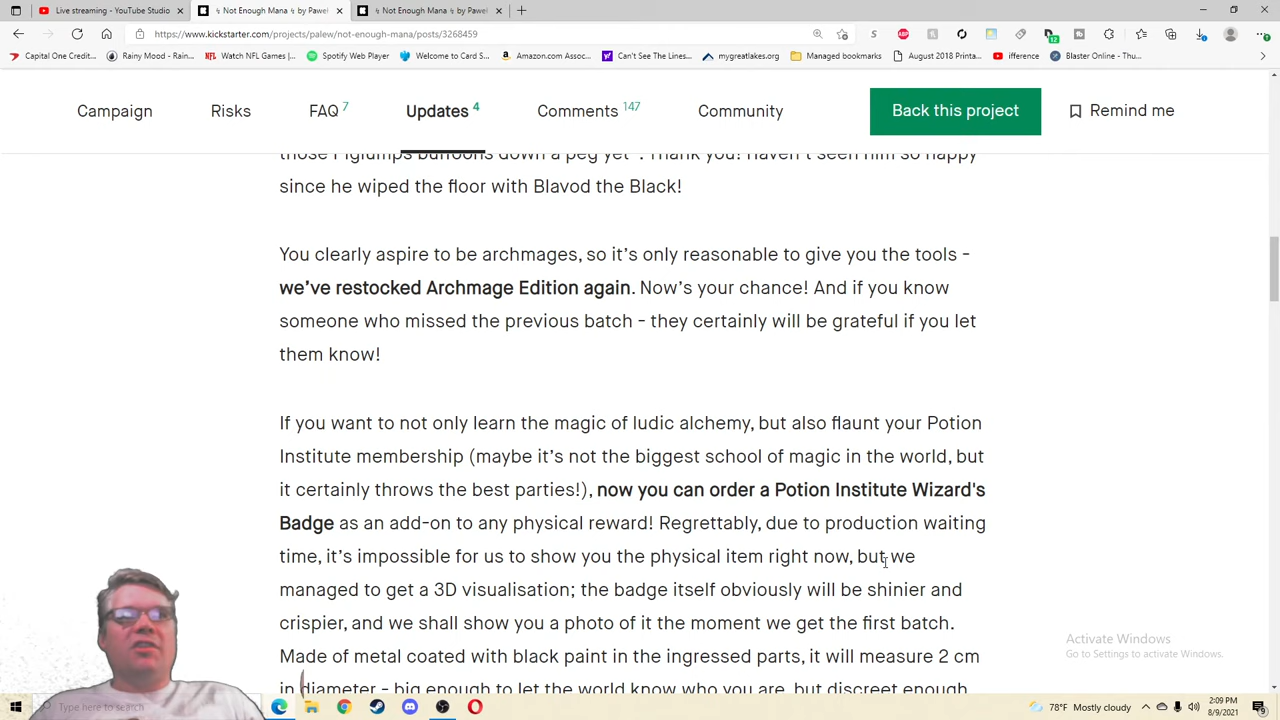 Live streaming - YouTube Studio
Not Enough Mana
by Paweł
Not Enough Mana
by Paweł
https://www.kickstarter.com/projects/palew/not-enough-mana/posts/3268459
Capital One Credit...
Rainy Mood - Rain...
Watch NFL Games |...
Spotify Web Player
Welcome to Card S...
Amazon.com Assoc...
Can't See The Lines...
mygreatlakes.org
Managed bookmarks
August 2018 Printa...
ifference
Blaster Online - Thu...
Campaign
Risks
FAQ 7
Updates 4
Comments 147
Community
Back this project
Remind me
those Piglumps buffoons down a peg yet". Thank you! Haven't seen him so happy
since he wiped the floor with Blavod the Black!
You clearly aspire to be archmages, so it's only reasonable to give you the tools -
we've restocked Archmage Edition again. Now's your chance! And if you know
someone who missed the previous batch - they certainly will be grateful if you let
them know!
If you want to not only learn the magic of ludic alchemy, but also flaunt your Potion
Institute membership (maybe it's not the biggest school of magic in the world, but
it certainly throws the best parties!), now you can order a Potion Institute Wizard's
Badge as an add-on to any physical reward! Regrettably, due to production waiting
time, it's impossible for us to show you the physical item right now, but we
managed to get a 3D visualisation; the badge itself obviously will be shinier and
crispier, and we shall show you a photo of it the moment we get the first batch.
Made of metal coated with black paint in the ingressed parts, it will measure 2 cm
in diameter - big enough to let the world know who you are, but discreet enough
Activate Windows
Go to Settings to activate Windows.
Type here to search
78°F Mostly cloudy
2:09 PM
8/9/2021